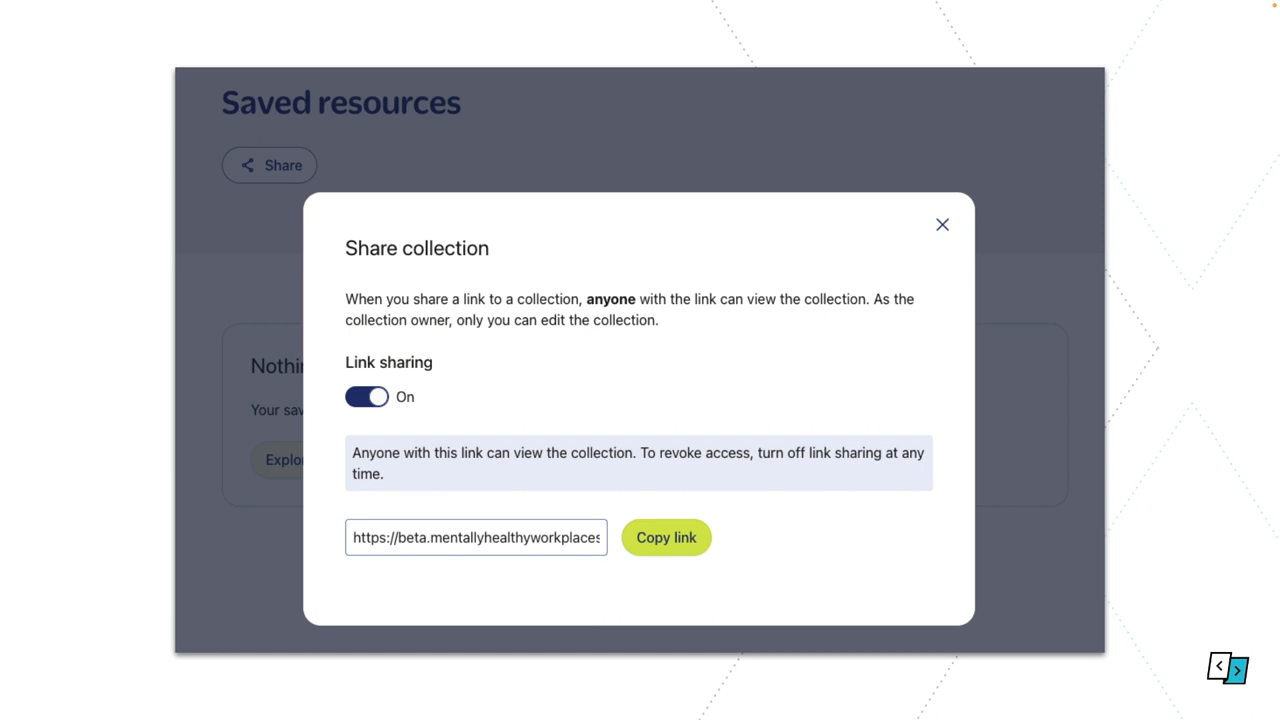 Saved resources
Share
Share collection
When you share a link to a collection, anyone with the link can view the collection. As the
collection owner, only you can edit the collection.
Link sharing
On
Anyone with this link can view the collection. To revoke access, turn off link sharing at any
time.
https://beta.mentallyhealthyworkplaces
Copy link